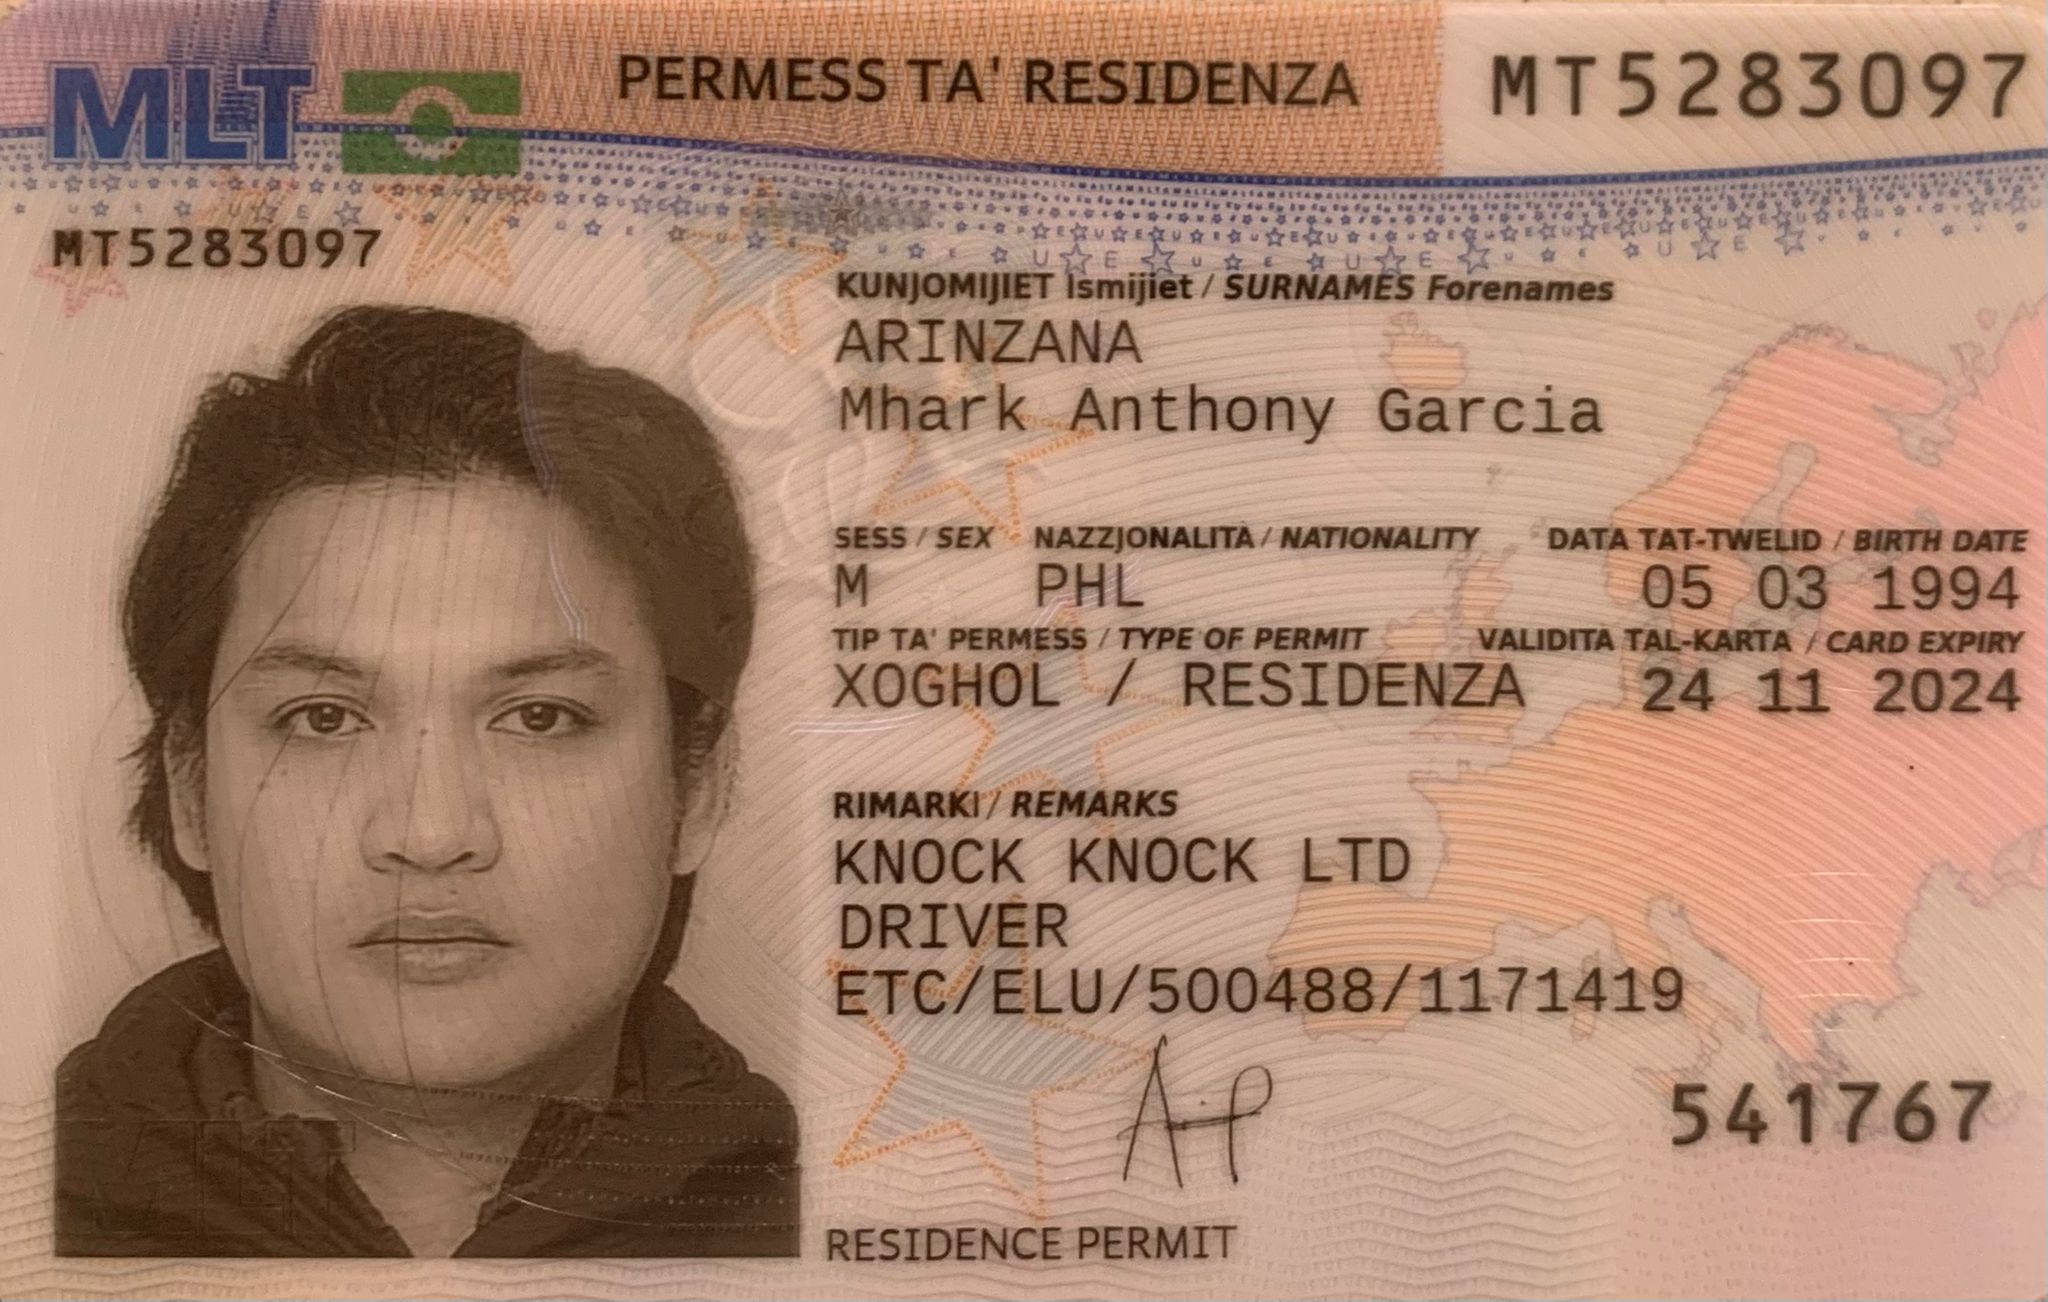 MLT
PERMESS TA' RESIDENZA
MT5283097
MT5283097
KUNJOMIJIET Ismijiet / SURNAMES Forenames
ARINZANA
Mhark Anthony Garcia
SESS / SEX NAZZJONALITÀ / NATIONALITY DATA TAT-TWELID / BIRTH DATE
M PHL 05 03 1994
TIP TA' PERMESS / TYPE OF PERMIT VALIDITA TAL-KARTA / CARD EXPIRY
XOGHOL / RESIDENZA 24 11 2024
RIMARKI / REMARKS
KNOCK KNOCK LTD
DRIVER
ETC/ELU/500488/1171419
541767
RESIDENCE PERMIT